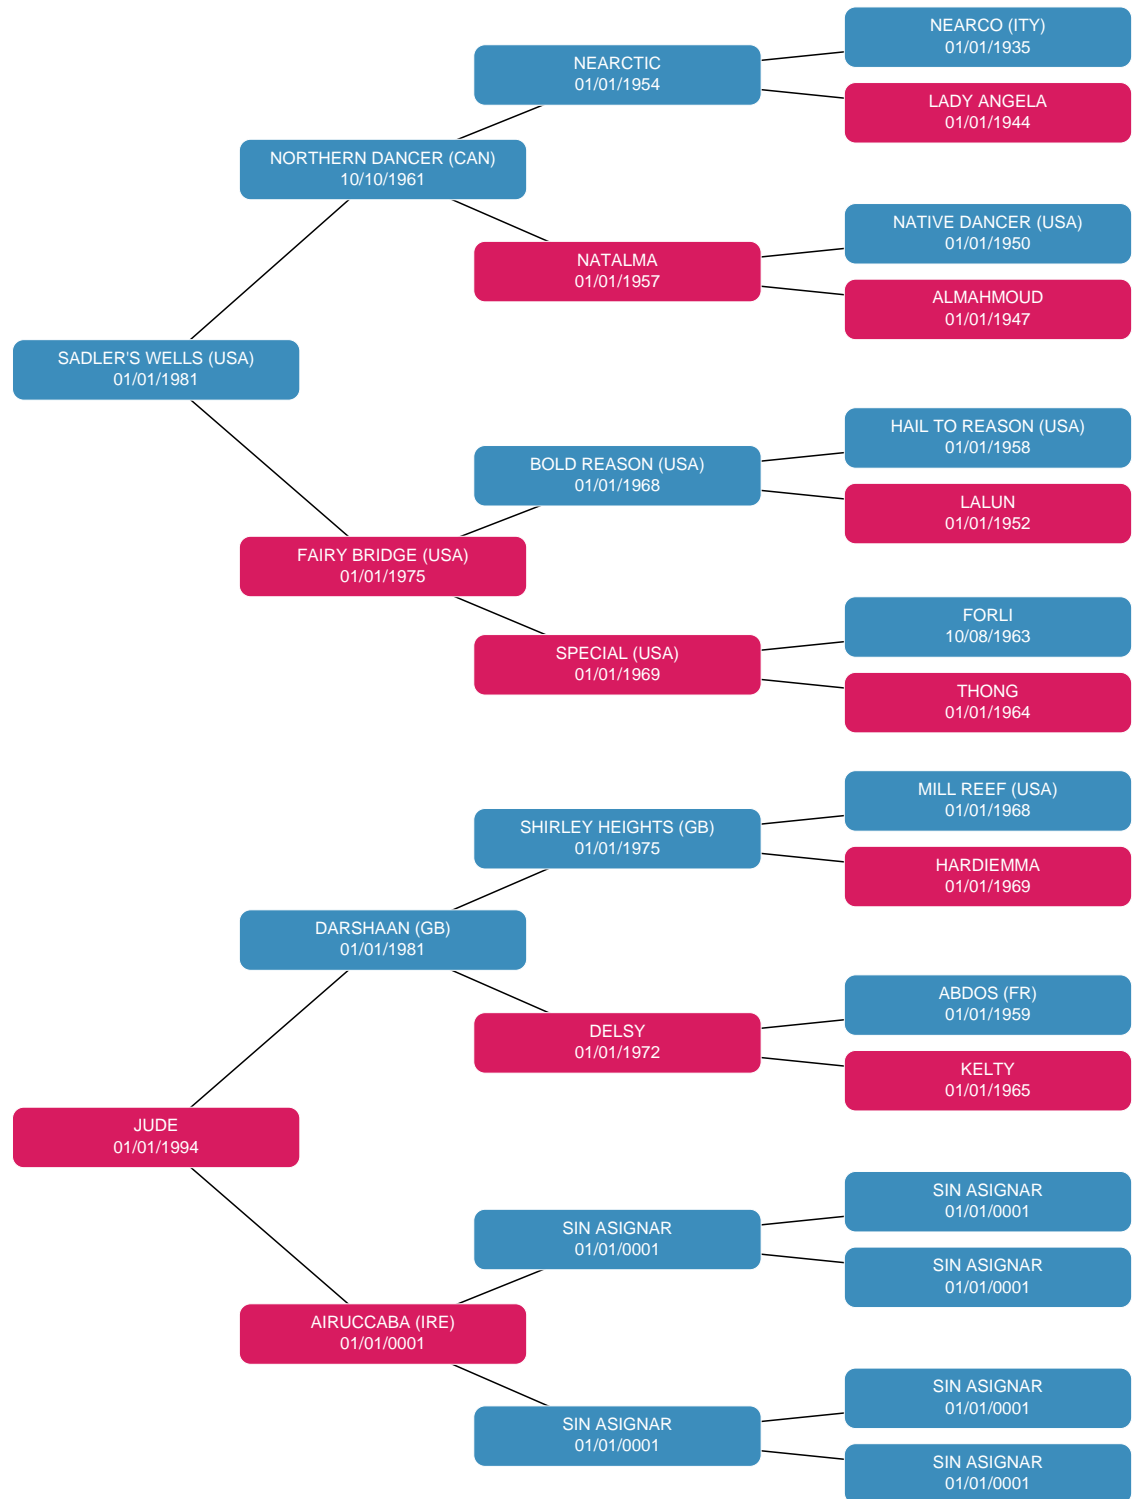 NEARCO (ITY)
01/01/1935
NEARCTIC
01/01/1954
LADY ANGELA
01/01/1944
NORTHERN DANCER (CAN)
10/10/1961
NATIVE DANCER (USA)
01/01/1950
NATALMA
01/01/1957
ALMAHMOUD
01/01/1947
SADLER'S WELLS (USA)
01/01/1981
HAIL TO REASON (USA)
01/01/1958
BOLD REASON (USA)
01/01/1968
LALUN
01/01/1952
FAIRY BRIDGE (USA)
01/01/1975
FORLI
10/08/1963
SPECIAL (USA)
01/01/1969
THONG
01/01/1964
MILL REEF (USA)
01/01/1968
SHIRLEY HEIGHTS (GB)
01/01/1975
HARDIEMMA
01/01/1969
DARSHAAN (GB)
01/01/1981
ABDOS (FR)
01/01/1959
DELSY
01/01/1972
KELTY
01/01/1965
JUDE
01/01/1994
SIN ASIGNAR
01/01/0001
SIN ASIGNAR
01/01/0001
SIN ASIGNAR
01/01/0001
AIRUCCABA (IRE)
01/01/0001
SIN ASIGNAR
01/01/0001
SIN ASIGNAR
01/01/0001
SIN ASIGNAR
01/01/0001